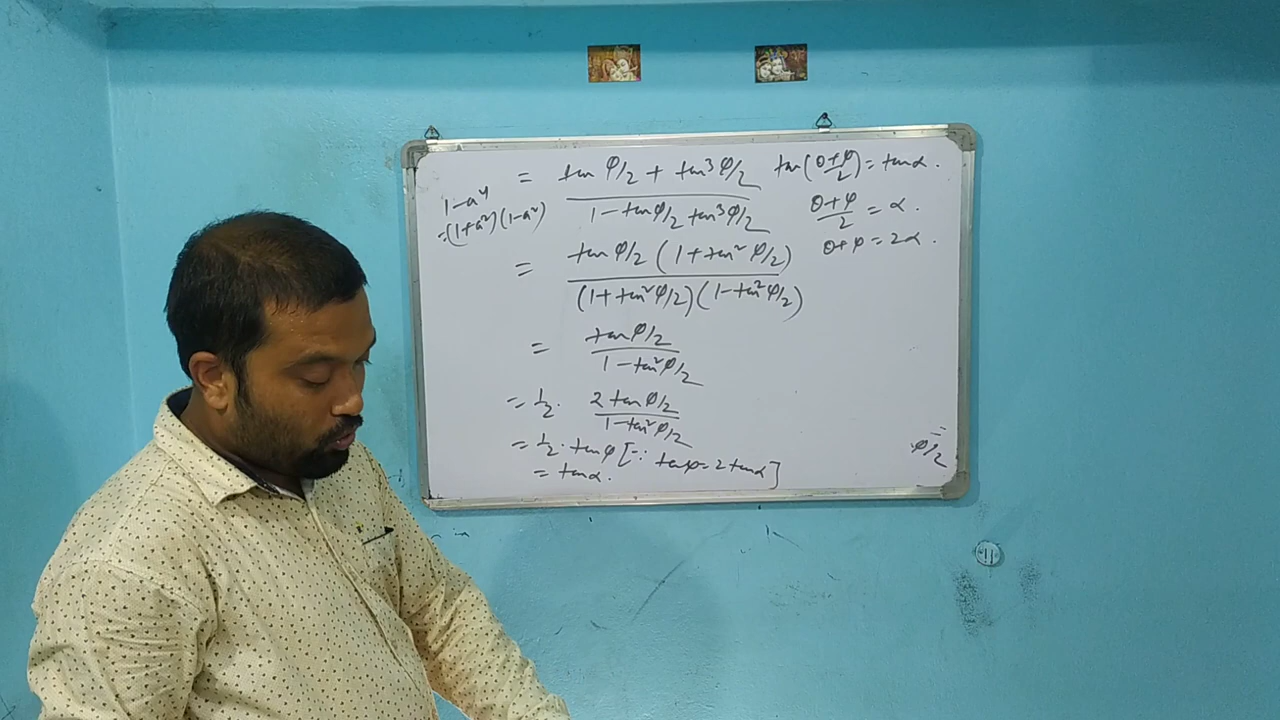 = tan φ/2 + tan³ φ/2
1 - tan φ/2 tan³ φ/2
1-a⁴
=(1+a²)(1-a²)
= tan φ/2 (1 + tan² φ/2)
(1 + tan² φ/2)(1 - tan² φ/2)
= tan φ/2
1 - tan² φ/2
= 1/2 · 2 tan φ/2
1 - tan² φ/2
= 1/2 · tan φ [∵ tan φ = 2 tan α]
= tan α.
tan(θ+φ/2) = tan α.
θ+φ/2 = α.
θ+φ = 2α.
φ/2